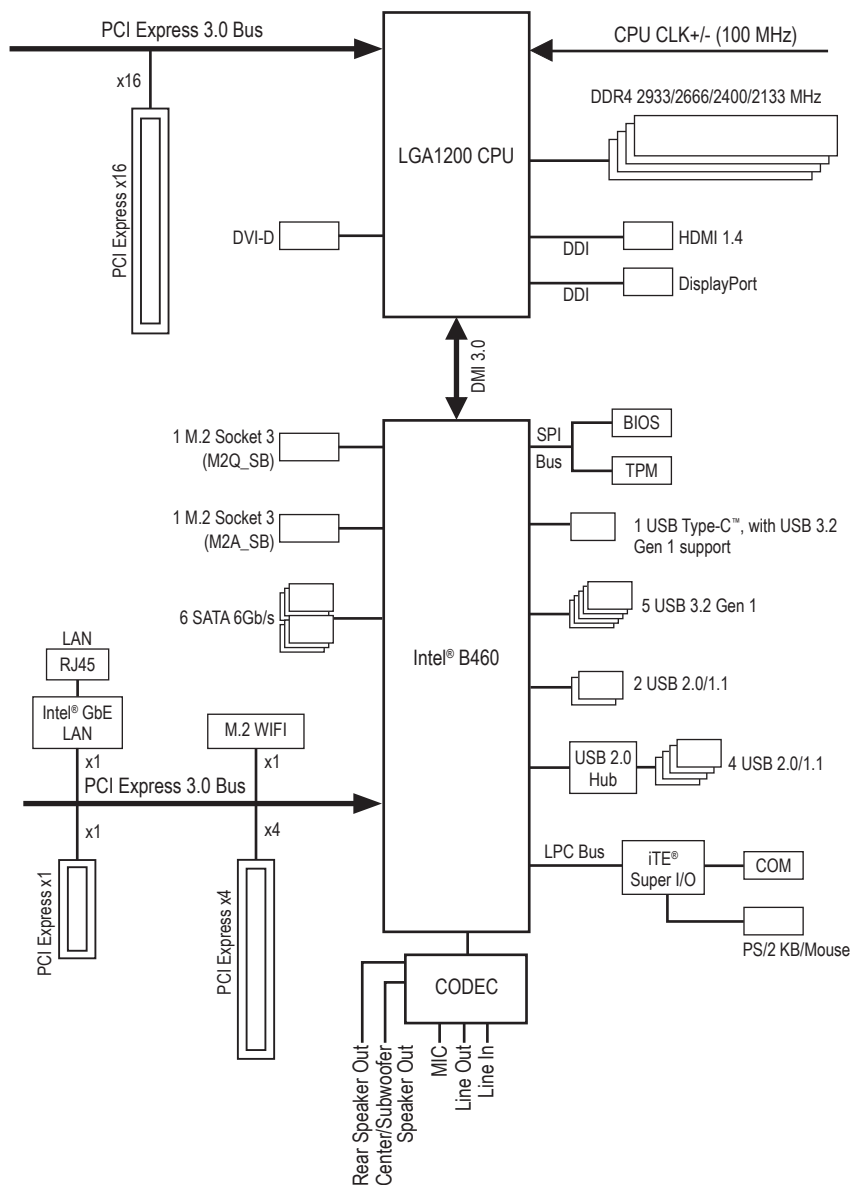 PCI Express 3.0 Bus
CPU CLK+/- (100 MHz)
x16
DDR4 2933/2666/2400/2133 MHz
PCI Express x16
LGA1200 CPU
DVI-D
DDI
HDMI 1.4
DDI
DisplayPort
DMI 3.0
1 M.2 Socket 3
(M2Q_SB)
SPI
Bus
BIOS
TPM
1 M.2 Socket 3
(M2A_SB)
1 USB Type-C™, with USB 3.2
Gen 1 support
6 SATA 6Gb/s
5 USB 3.2 Gen 1
Intel® B460
LAN
RJ45
2 USB 2.0/1.1
Intel® GbE
LAN
M.2 WIFI
USB 2.0
Hub
4 USB 2.0/1.1
x1
x1
PCI Express 3.0 Bus
x1
x4
LPC Bus
iTE®
Super I/O
COM
PCI Express x1
PCI Express x4
PS/2 KB/Mouse
CODEC
Rear Speaker Out
Center/Subwoofer
Speaker Out
MIC
Line Out
Line In